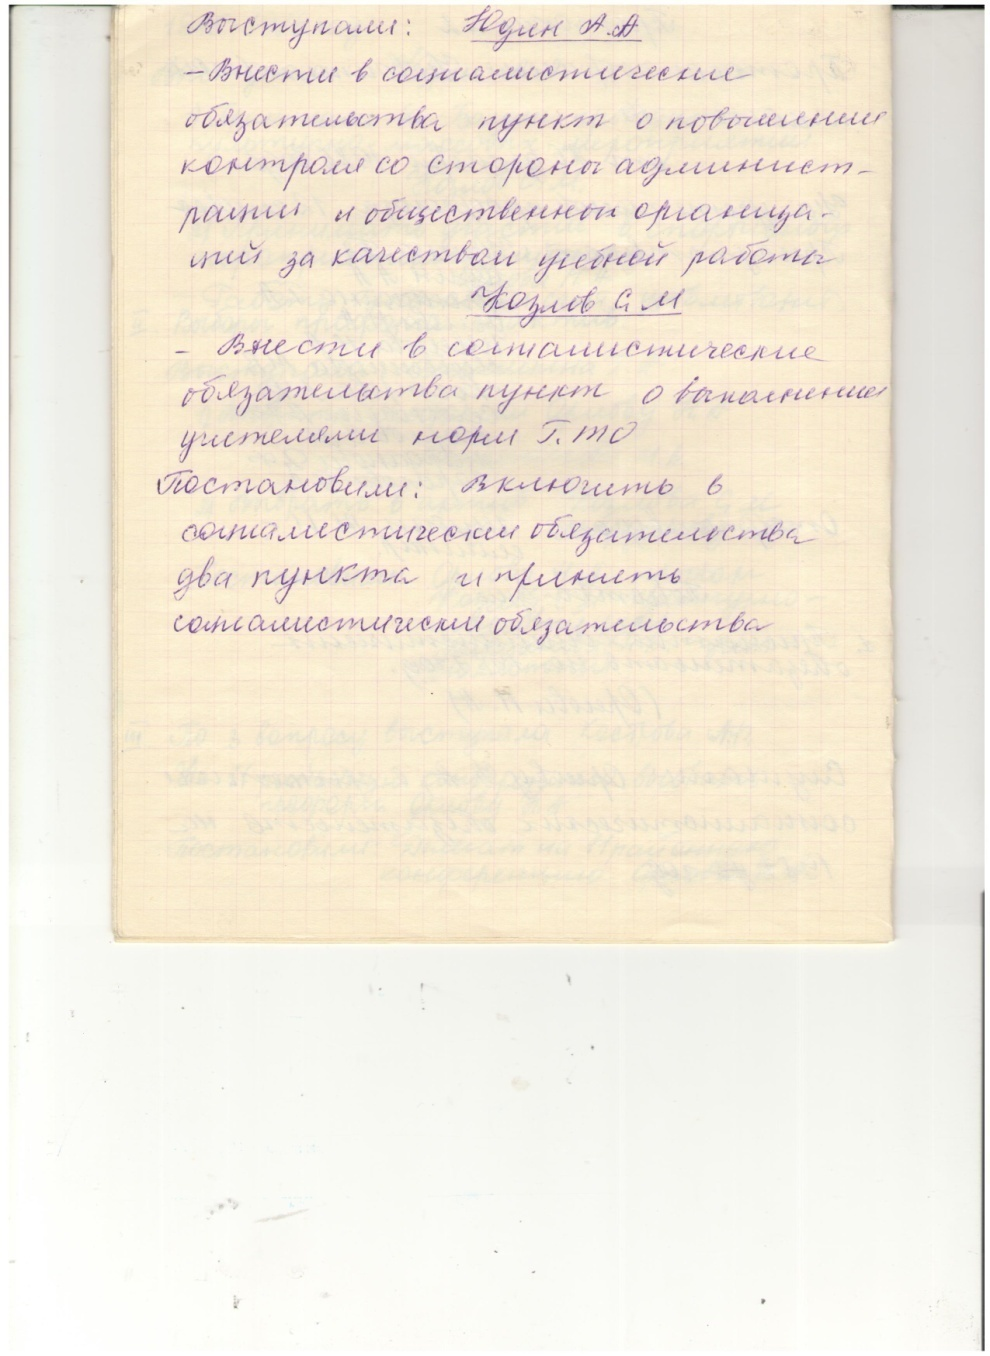 Выступали: Юдин А.А
– Внести в социалистические
обязательства пункт о повышении
контроля со стороны админист-
рации и общественных организа-
ций за качеством учебной работы
Козлов С. М
– Внести в социалистические
обязательства пункт о выполнении
учителями норм Г.ТО
Постановили: Включить в
социалистические обязательства
два пункта и принять
социалистические обязательства